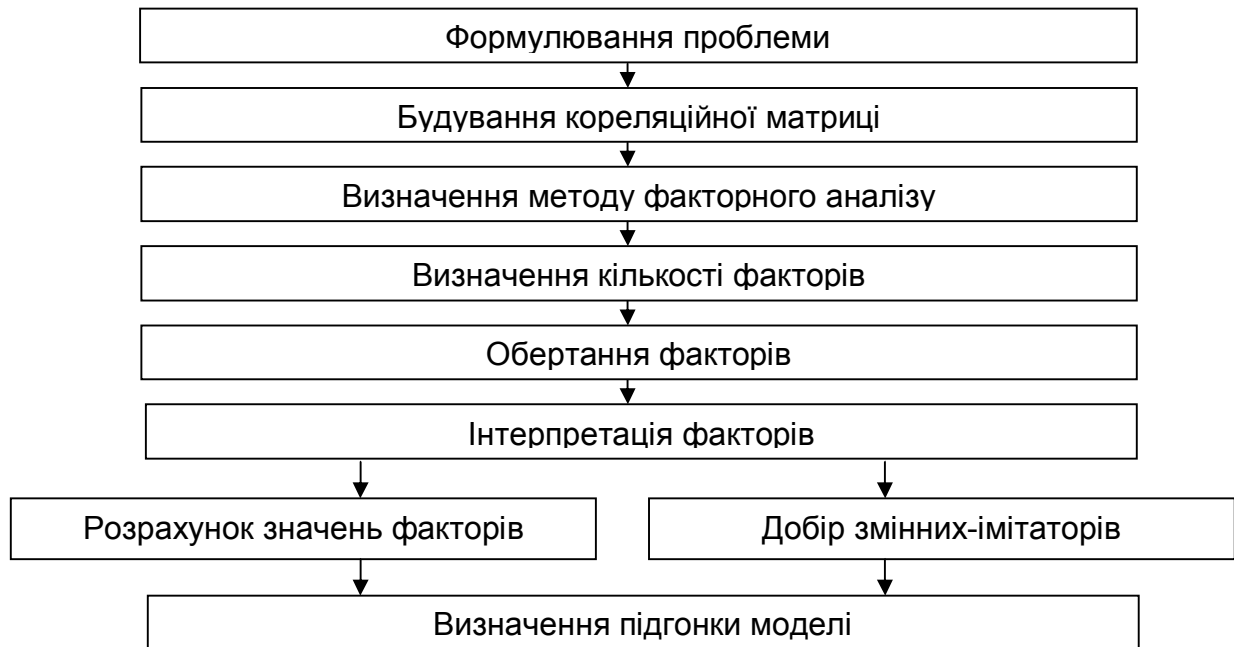 Формулювання проблеми
Будування кореляційної матриці
Визначення методу факторного аналізу
Визначення кількості факторів
Обертання факторів
Інтерпретація факторів
Розрахунок значень факторів
Добір змінних-імітаторів
Визначення підгонки моделі